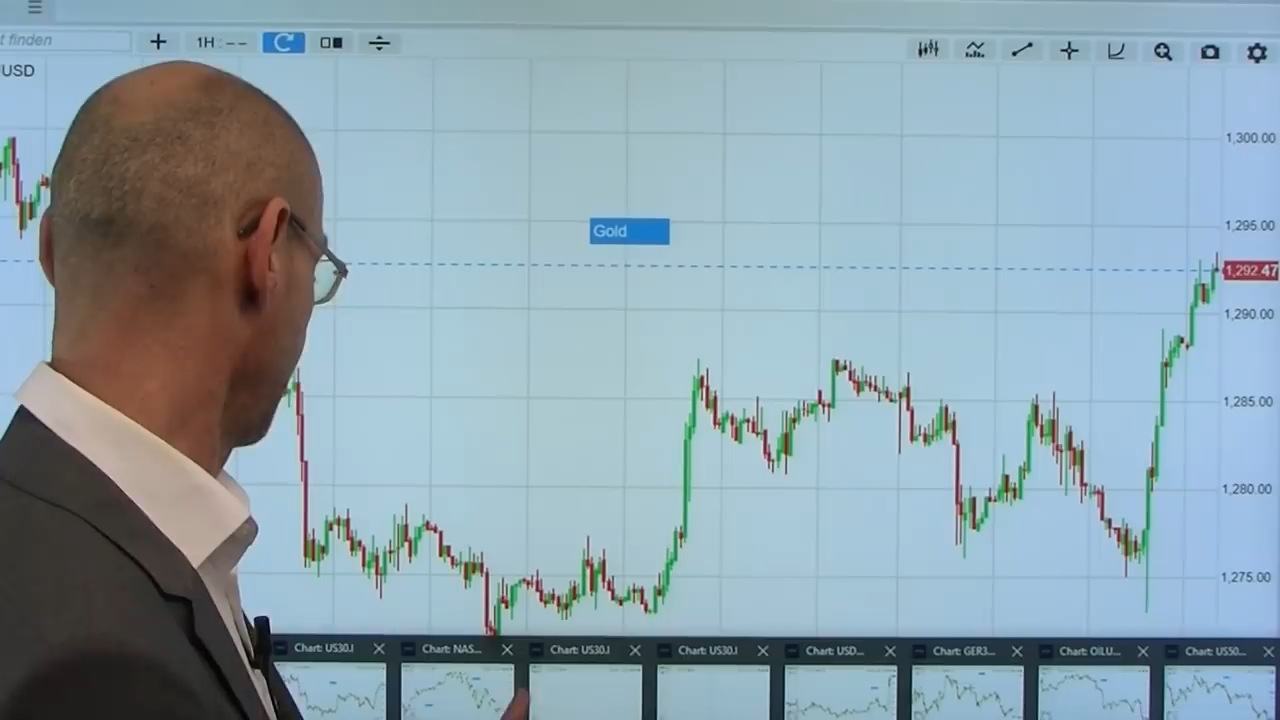 t finden
1H : --
USD
1,300.00
Gold
1,295.00
1,292.47
1,290.00
1,285.00
1,280.00
1,275.00
Chart: US30.I
Chart: NAS...
Chart: US30.I
Chart: US30.I
Chart: USD...
Chart: GER3...
Chart: OILU...
Chart: US50...